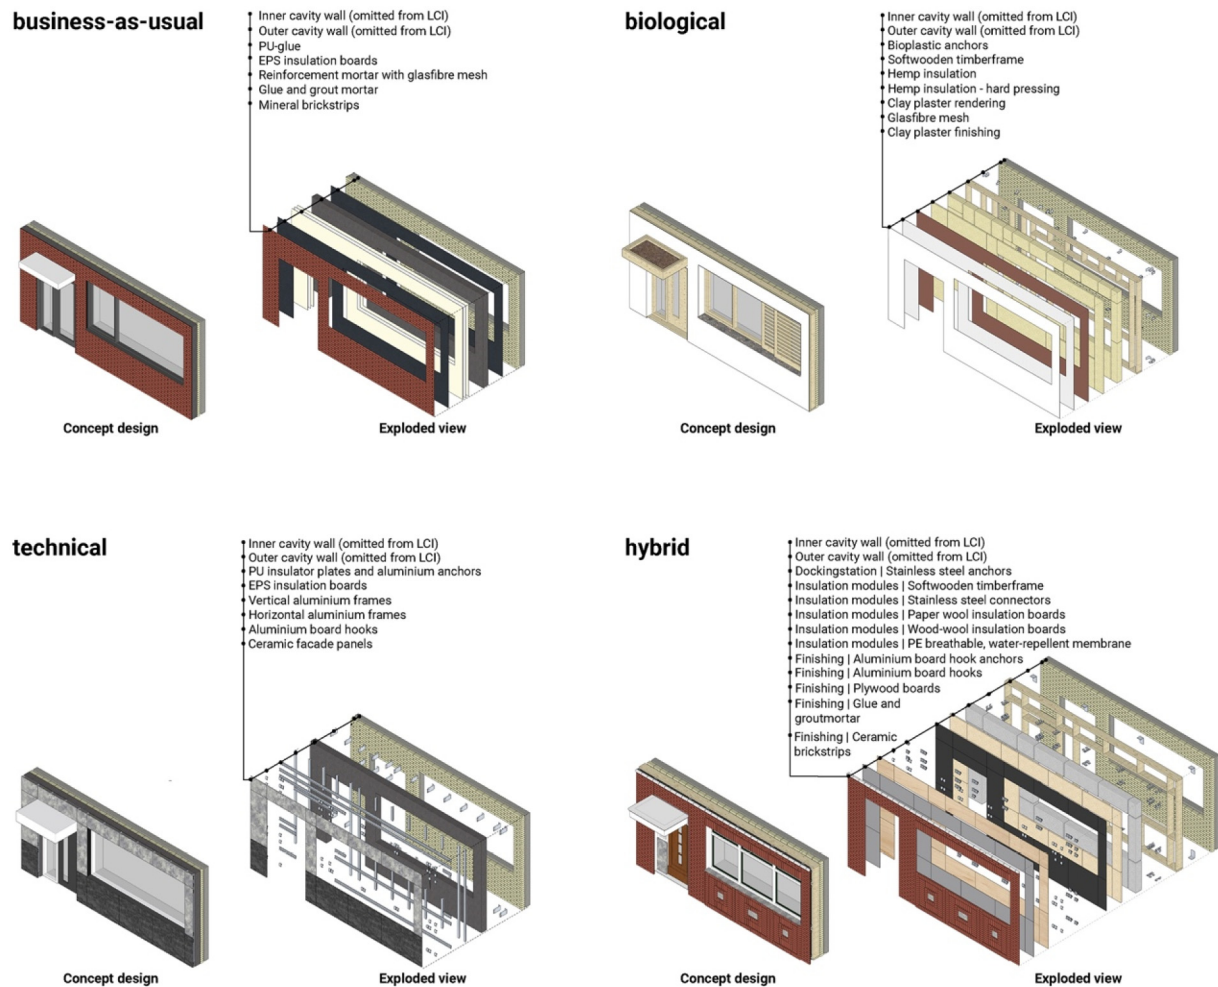 business-as-usual
Inner cavity wall (omitted from LCI)
Outer cavity wall (omitted from LCI)
PU-glue
EPS insulation boards
Reinforcement mortar with glasfibre mesh
Glue and grout mortar
Mineral brickstrips
Concept design
Exploded view
biological
Inner cavity wall (omitted from LCI)
Outer cavity wall (omitted from LCI)
Bioplastic anchors
Softwooden timberframe
Hemp insulation
Hemp insulation - hard pressing
Clay plaster rendering
Glasfibre mesh
Clay plaster finishing
Concept design
Exploded view
technical
Inner cavity wall (omitted from LCI)
Outer cavity wall (omitted from LCI)
PU insulator plates and aluminium anchors
EPS insulation boards
Vertical aluminium frames
Horizontal aluminium frames
Aluminium board hooks
Ceramic facade panels
Concept design
Exploded view
hybrid
Inner cavity wall (omitted from LCI)
Outer cavity wall (omitted from LCI)
Dockingstation | Stainless steel anchors
Insulation modules | Softwooden timberframe
Insulation modules | Stainless steel connectors
Insulation modules | Paper wool insulation boards
Insulation modules | Wood-wool insulation boards
Insulation modules | PE breathable, water-repellent membrane
Finishing | Aluminium board hook anchors
Finishing | Aluminium board hooks
Finishing | Plywood boards
Finishing | Glue and
groutmortar
Finishing | Ceramic
brickstrips
Concept design
Exploded view